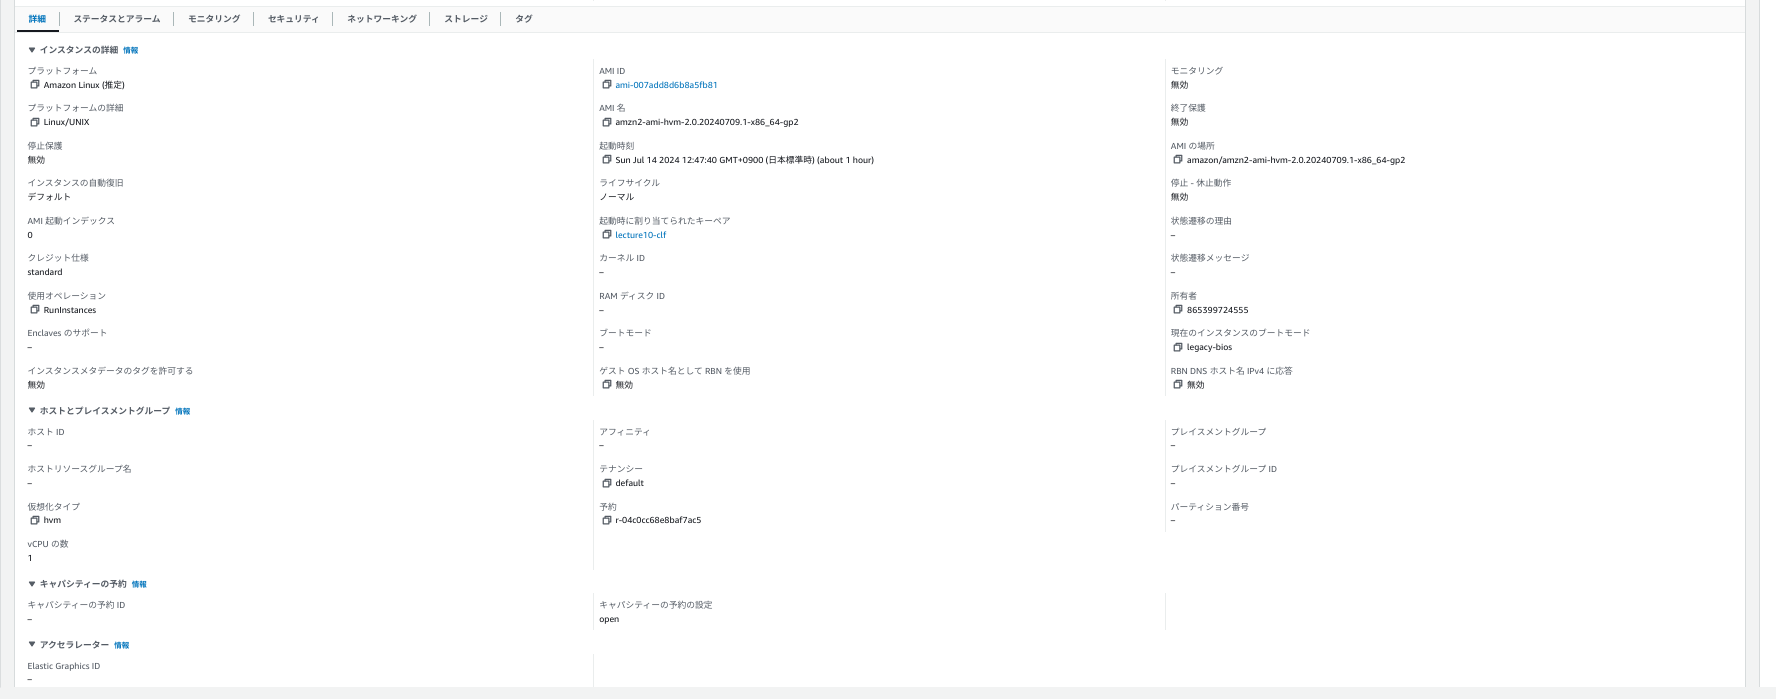 詳細 ステータスとアラーム モニタリング セキュリティ ネットワーキング ストレージ タグ
▼ インスタンスの詳細 情報
プラットフォーム
Amazon Linux (推定)
AMI ID
ami-007add8d6b8a5fb81
モニタリング
無効
プラットフォームの詳細
Linux/UNIX
AMI 名
amzn2-ami-hvm-2.0.20240709.1-x86_64-gp2
終了保護
無効
停止保護
無効
起動時刻
Sun Jul 14 2024 12:47:40 GMT+0900 (日本標準時) (about 1 hour)
AMI の場所
amazon/amzn2-ami-hvm-2.0.20240709.1-x86_64-gp2
インスタンスの自動復旧
デフォルト
ライフサイクル
ノーマル
停止 - 休止動作
無効
AMI 起動インデックス
0
起動時に割り当てられたキーペア
lecture10-clf
状態遷移の理由
–
クレジット仕様
standard
カーネル ID
–
状態遷移メッセージ
–
使用オペレーション
RunInstances
RAM ディスク ID
–
所有者
865399724555
Enclaves のサポート
–
ブートモード
–
現在のインスタンスのブートモード
legacy-bios
インスタンスメタデータのタグを許可する
無効
ゲスト OS ホスト名として RBN を使用
無効
RBN DNS ホスト名 IPv4 に応答
無効
▼ ホストとプレイスメントグループ 情報
ホスト ID
–
アフィニティ
–
プレイスメントグループ
–
ホストリソースグループ名
–
テナンシー
default
プレイスメントグループ ID
–
仮想化タイプ
hvm
予約
r-04c0cc68e8baf7ac5
パーティション番号
–
vCPU の数
1
▼ キャパシティーの予約 情報
キャパシティーの予約 ID
–
キャパシティーの予約の設定
open
▼ アクセラレーター 情報
Elastic Graphics ID
–